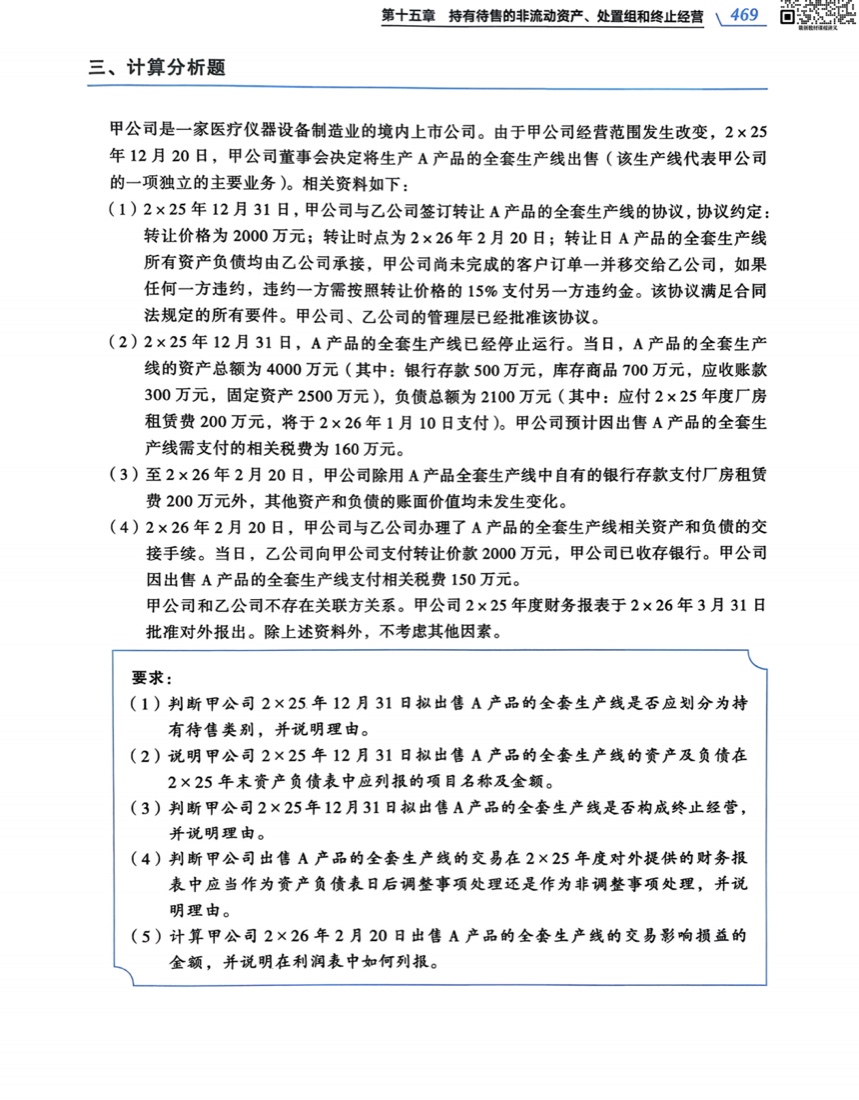 第十五章 持有待售的非流动资产、处置组和终止经营 469
三、计算分析题
甲公司是一家医疗仪器设备制造业的境内上市公司。由于甲公司经营范围发生改变，2×25
年12月20日，甲公司董事会决定将生产A产品的全套生产线出售（该生产线代表甲公司
的一项独立的主要业务）。相关资料如下：
（1）2×25年12月31日，甲公司与乙公司签订转让A产品的全套生产线的协议，协议约定：
转让价格为2000万元；转让时点为2×26年2月20日；转让日A产品的全套生产线
所有资产负债均由乙公司承接，甲公司尚未完成的客户订单一并移交给乙公司，如果
任何一方违约，违约一方需按照转让价格的15%支付另一方违约金。该协议满足合同
法规定的所有要件。甲公司、乙公司的管理层已经批准该协议。
（2）2×25年12月31日，A产品的全套生产线已经停止运行。当日，A产品的全套生产
线的资产总额为4000万元（其中：银行存款500万元，库存商品700万元，应收账款
300万元，固定资产2500万元），负债总额为2100万元（其中：应付2×25年度厂房
租赁费200万元，将于2×26年1月10日支付）。甲公司预计因出售A产品的全套生
产线需支付的相关税费为160万元。
（3）至2×26年2月20日，甲公司除用A产品全套生产线中自有的银行存款支付厂房租赁
费200万元外，其他资产和负债的账面价值均未发生变化。
（4）2×26年2月20日，甲公司与乙公司办理了A产品的全套生产线相关资产和负债的交
接手续。当日，乙公司向甲公司支付转让价款2000万元，甲公司已收存银行。甲公司
因出售A产品的全套生产线支付相关税费150万元。
甲公司和乙公司不存在关联方关系。甲公司2×25年度财务报表于2×26年3月31日
批准对外报出。除上述资料外，不考虑其他因素。
要求：
（1）判断甲公司2×25年12月31日拟出售A产品的全套生产线是否应划分为持
有待售类别，并说明理由。
（2）说明甲公司2×25年12月31日拟出售A产品的全套生产线的资产及负债在
2×25年末资产负债表中应列报的项目名称及金额。
（3）判断甲公司2×25年12月31日拟出售A产品的全套生产线是否构成终止经营，
并说明理由。
（4）判断甲公司出售A产品的全套生产线的交易在2×25年度对外提供的财务报
表中应当作为资产负债表日后调整事项处理还是作为非调整事项处理，并说
明理由。
（5）计算甲公司2×26年2月20日出售A产品的全套生产线的交易影响损益的
金额，并说明在利润表中如何列报。